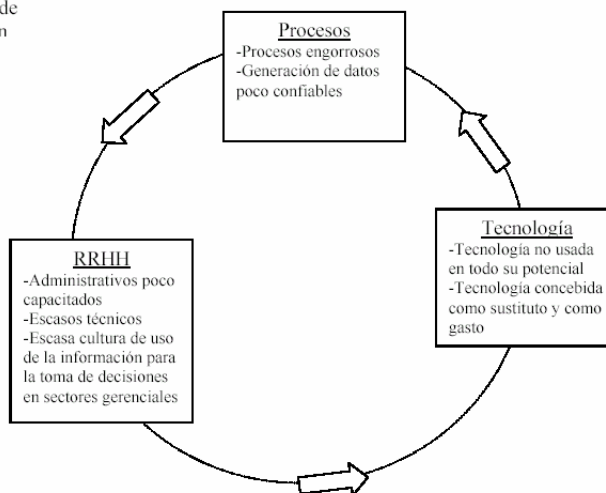 de
n
Procesos
-Procesos engorrosos
-Generación de datos
poco confiables
RRHH
-Administrativos poco
capacitados
-Escasos técnicos
-Escasa cultura de uso
de la información para
la toma de decisiones
en sectores gerenciales
Tecnología
-Tecnología no usada
en todo su potencial
-Tecnología concebida
como sustituto y como
gasto